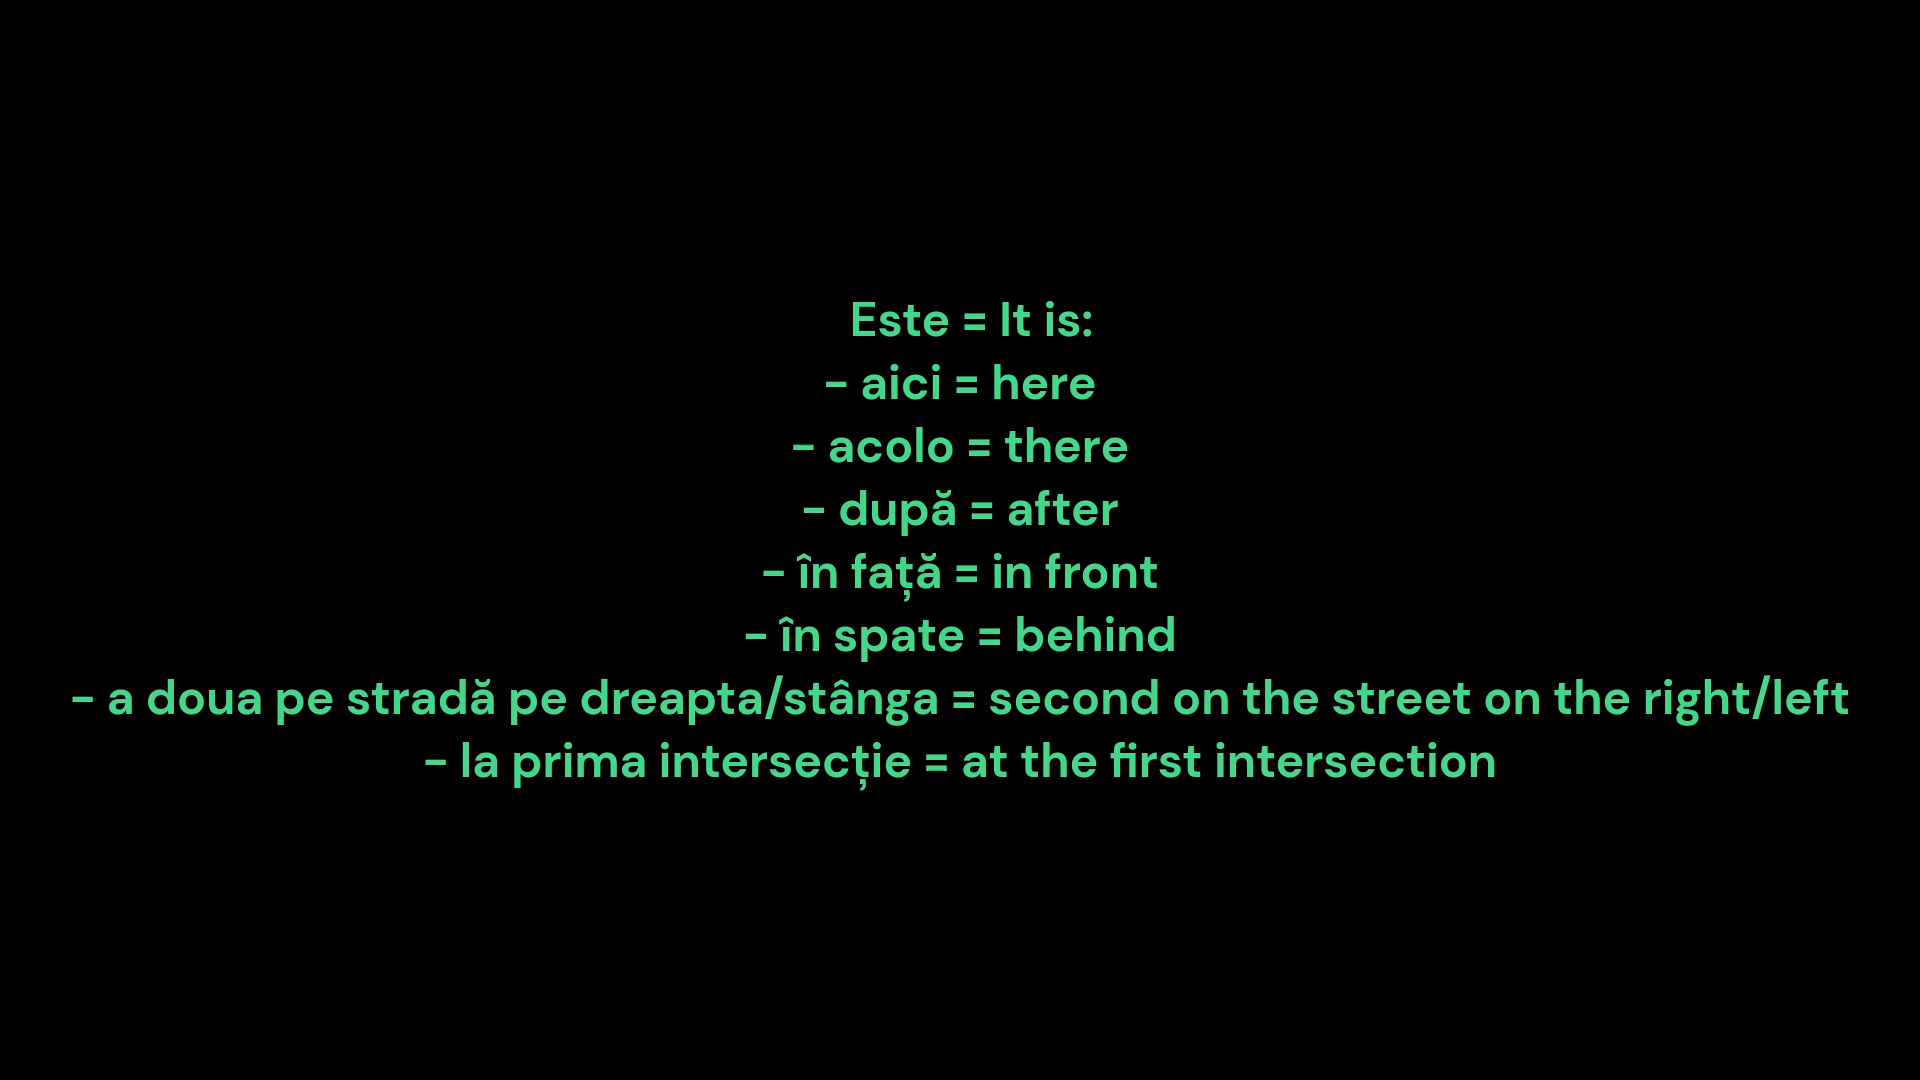 Este = It is:
- aici = here
- acolo = there
- după = after
- în față = in front
- în spate = behind
- a doua pe stradă pe dreapta/stânga = second on the street on the right/left
- la prima intersecție = at the first intersection